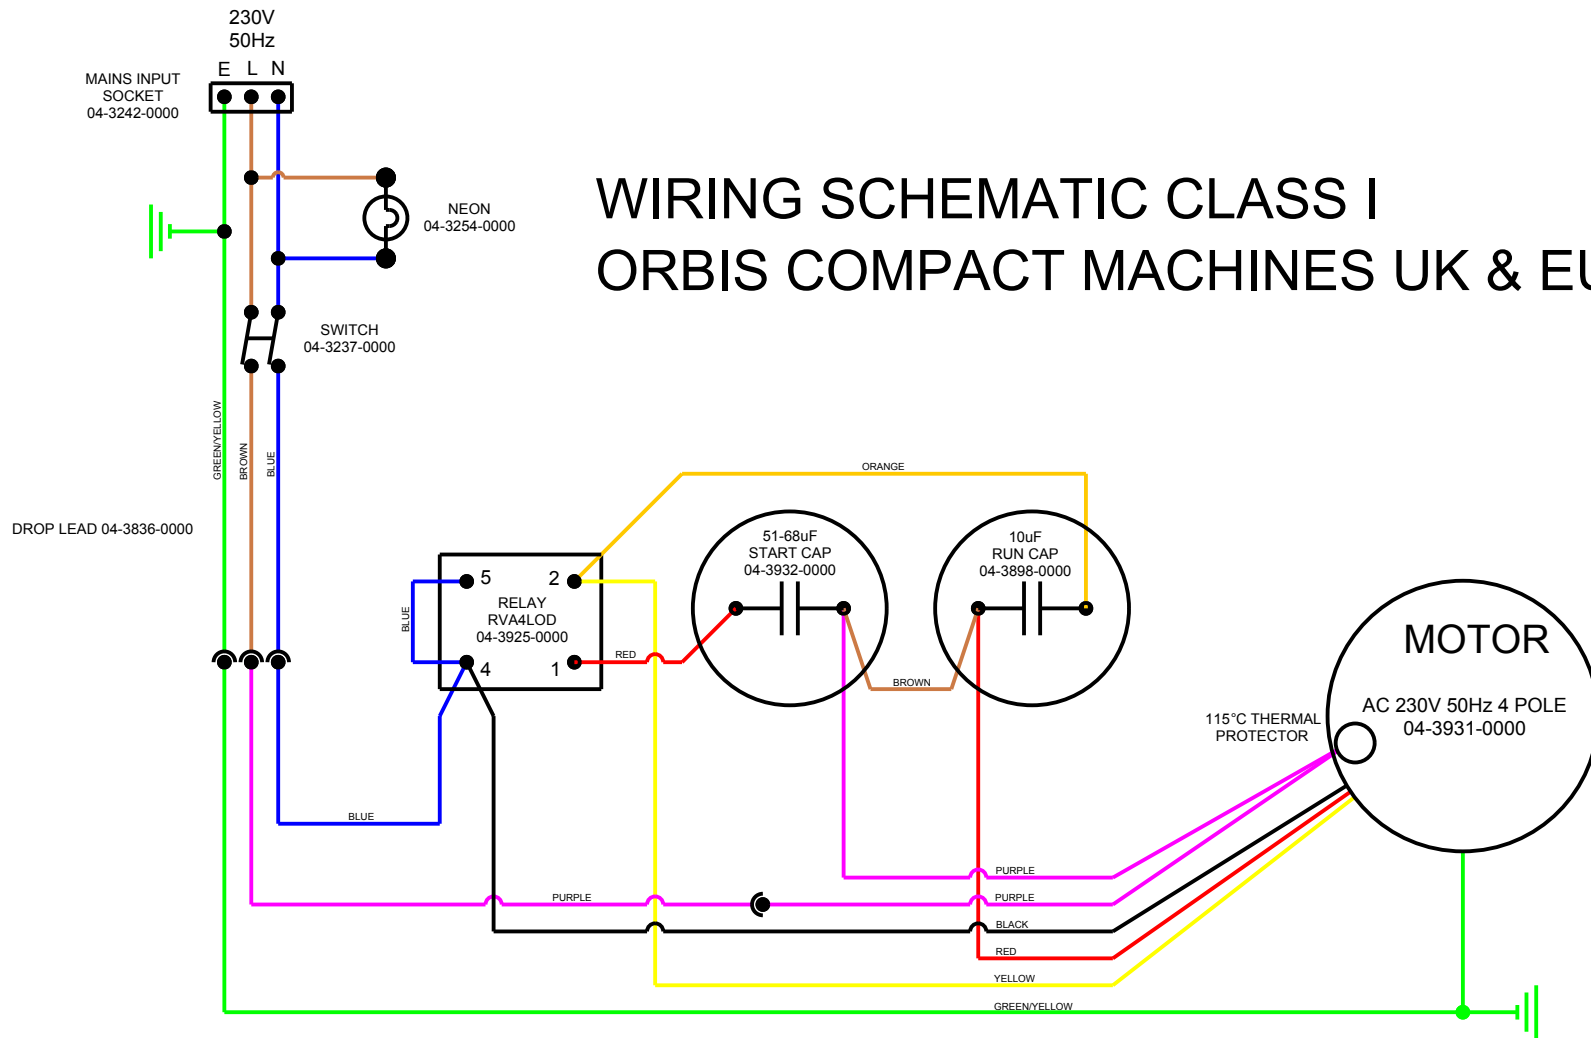 230V
50Hz
E L N
MAINS INPUT
SOCKET
04-3242-0000
NEON
04-3254-0000
WIRING SCHEMATIC CLASS I
ORBIS COMPACT MACHINES UK & EU
SWITCH
04-3237-0000
GREEN/YELLOW
BROWN
BLUE
DROP LEAD 04-3836-0000
ORANGE
51-68uF
START CAP
04-3932-0000
10uF
RUN CAP
04-3898-0000
5 2
RELAY
RVA4LOD
04-3925-0000
4 1
BLUE
RED
BROWN
MOTOR
AC 230V 50Hz 4 POLE
04-3931-0000
115°C THERMAL
PROTECTOR
BLUE
PURPLE
PURPLE
PURPLE
BLACK
RED
YELLOW
GREEN/YELLOW